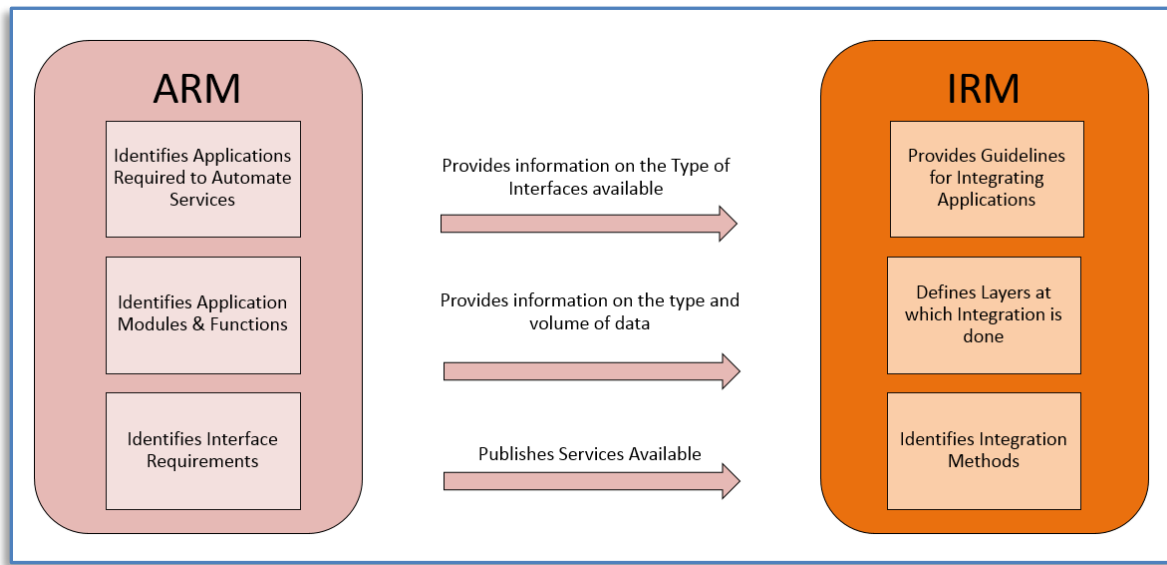 ARM
Identifies Applications
Required to Automate
Services
Identifies Application
Modules & Functions
Identifies Interface
Requirements
Provides information on the Type of
Interfaces available
Provides information on the type and
volume of data
Publishes Services Available
IRM
Provides Guidelines
for Integrating
Applications
Defines Layers at
which Integration is
done
Identifies Integration
Methods